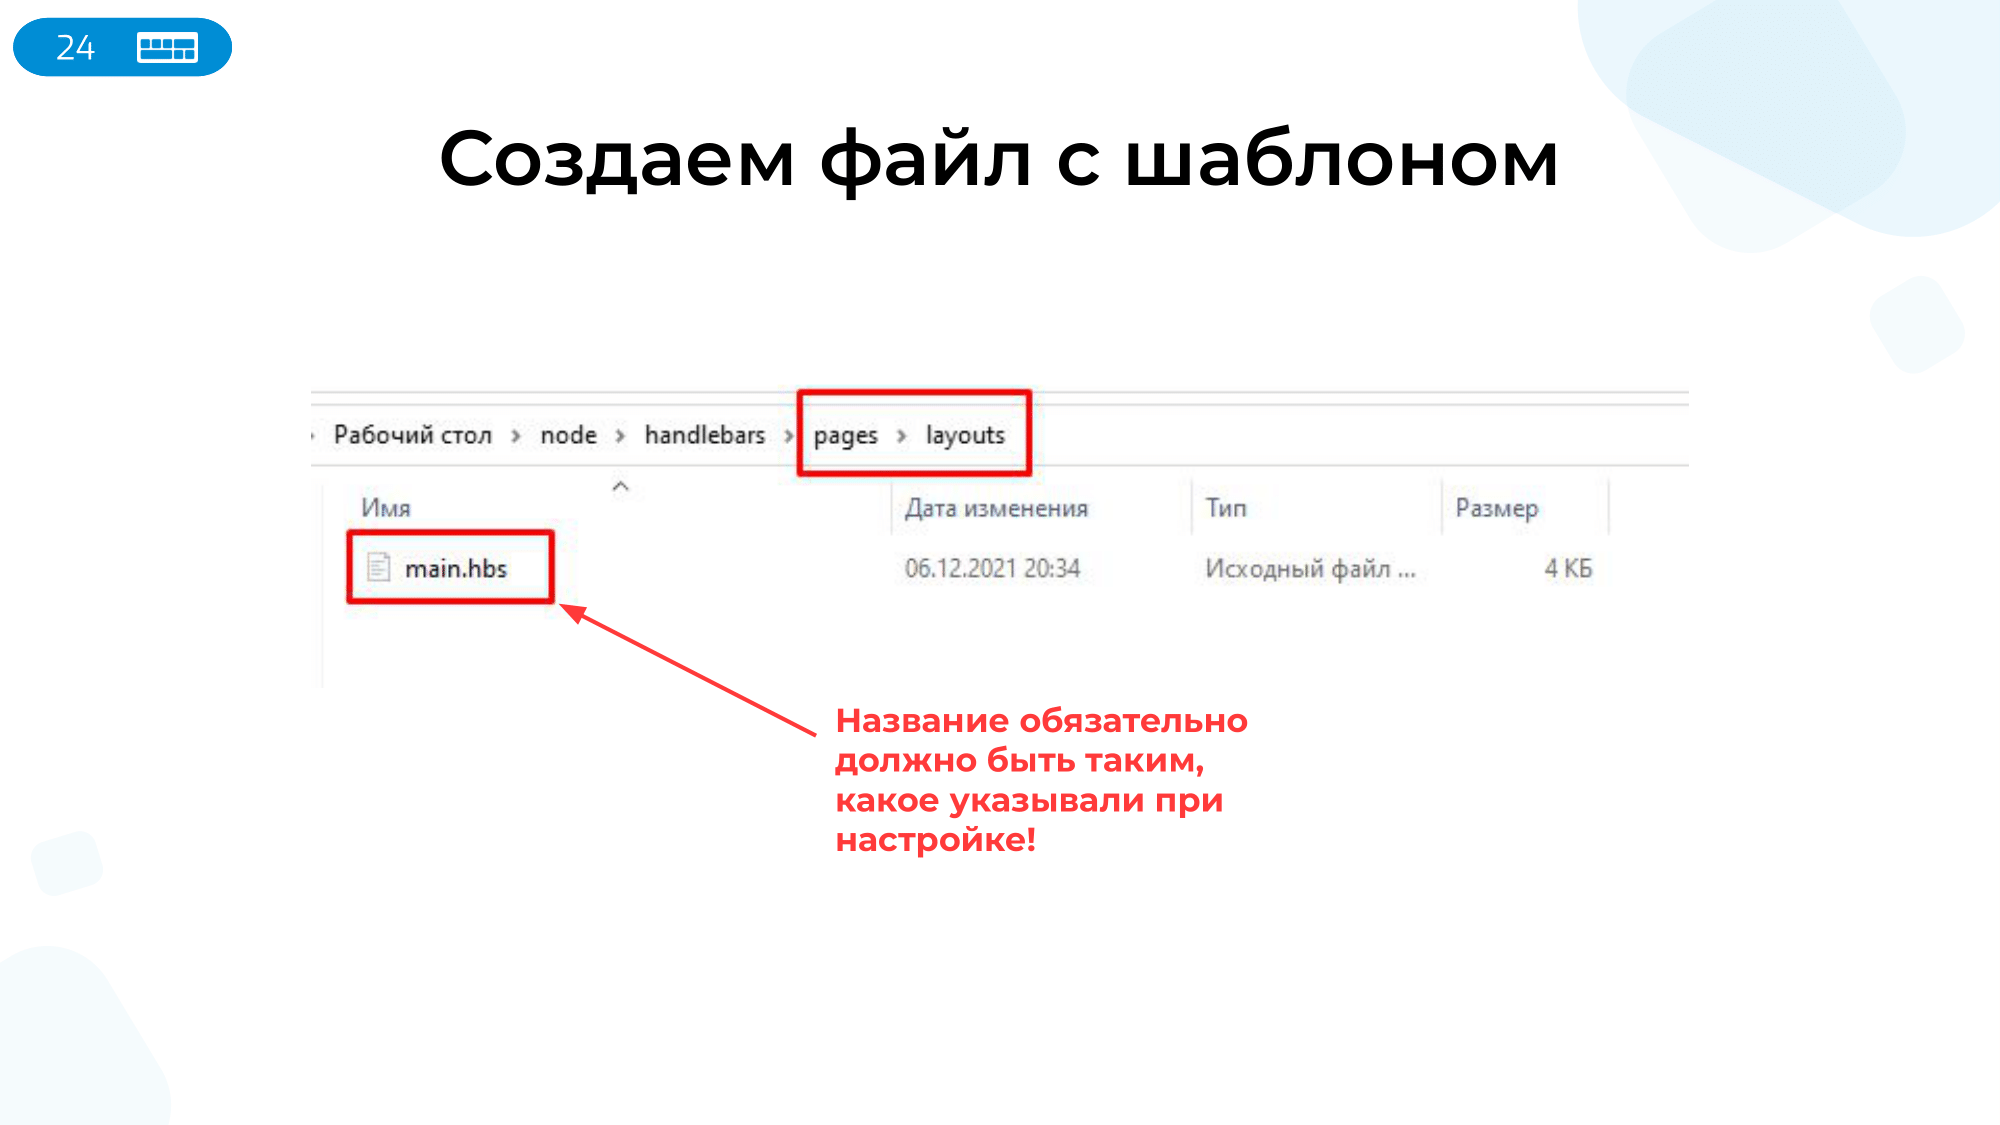 24
Создаем файл с шаблоном
Рабочий стол > node > handlebars > pages > layouts
Имя Дата изменения Тип Размер
main.hbs 06.12.2021 20:34 Исходный файл ... 4 КБ
Название обязательно
должно быть таким,
какое указывали при
настройке!